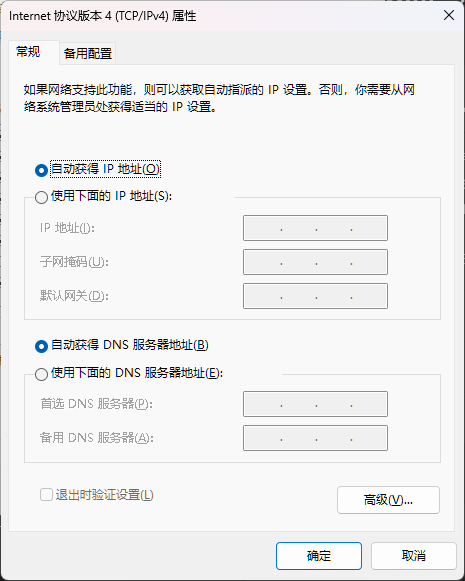 Internet 协议版本 4 (TCP/IPv4) 属性
常规
备用配置
如果网络支持此功能，则可以获取自动指派的 IP 设置。否则，你需要从网
络系统管理员处获得适当的 IP 设置。
自动获得 IP 地址(O)
使用下面的 IP 地址(S):
IP 地址(I):
子网掩码(U):
默认网关(D):
自动获得 DNS 服务器地址(B)
使用下面的 DNS 服务器地址(E):
首选 DNS 服务器(P):
备用 DNS 服务器(A):
退出时验证设置(L)
高级(V)...
确定
取消